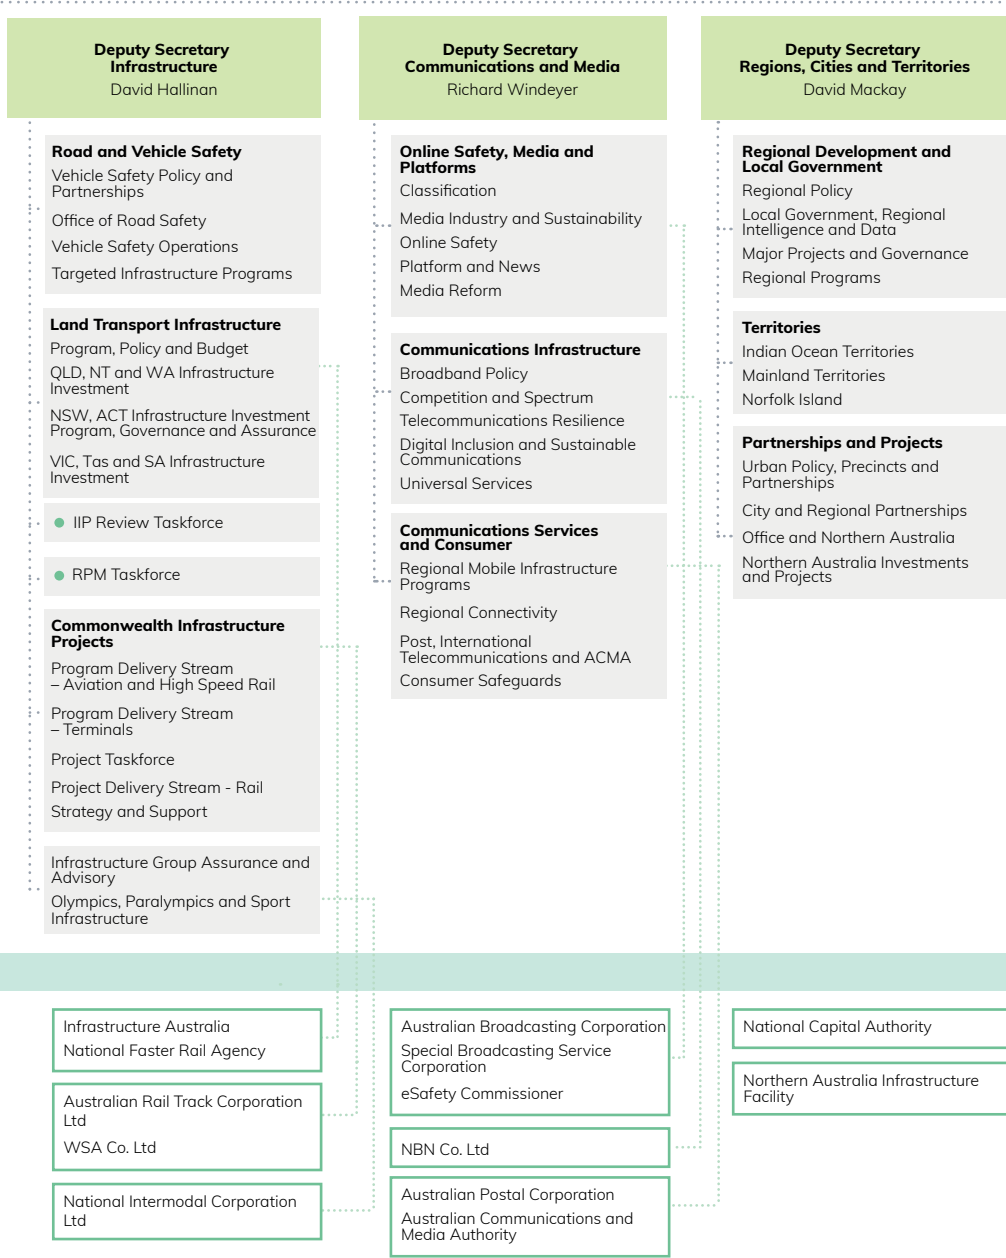 Deputy Secretary
Infrastructure
David Hallinan
Road and Vehicle Safety
Vehicle Safety Policy and
Partnerships
Office of Road Safety
Vehicle Safety Operations
Targeted Infrastructure Programs
Land Transport Infrastructure
Program, Policy and Budget
QLD, NT and WA Infrastructure
Investment
NSW, ACT Infrastructure Investment
Program, Governance and Assurance
VIC, Tas and SA Infrastructure
Investment
IIP Review Taskforce
RPM Taskforce
Commonwealth Infrastructure
Projects
Program Delivery Stream
– Aviation and High Speed Rail
Program Delivery Stream
– Terminals
Project Taskforce
Project Delivery Stream - Rail
Strategy and Support
Infrastructure Group Assurance and
Advisory
Olympics, Paralympics and Sport
Infrastructure
Deputy Secretary
Communications and Media
Richard Windeyer
Online Safety, Media and
Platforms
Classification
Media Industry and Sustainability
Online Safety
Platform and News
Media Reform
Communications Infrastructure
Broadband Policy
Competition and Spectrum
Telecommunications Resilience
Digital Inclusion and Sustainable
Communications
Universal Services
Communications Services
and Consumer
Regional Mobile Infrastructure
Programs
Regional Connectivity
Post, International
Telecommunications and ACMA
Consumer Safeguards
Deputy Secretary
Regions, Cities and Territories
David Mackay
Regional Development and
Local Government
Regional Policy
Local Government, Regional
Intelligence and Data
Major Projects and Governance
Regional Programs
Territories
Indian Ocean Territories
Mainland Territories
Norfolk Island
Partnerships and Projects
Urban Policy, Precincts and
Partnerships
City and Regional Partnerships
Office and Northern Australia
Northern Australia Investments
and Projects
Infrastructure Australia
National Faster Rail Agency
Australian Rail Track Corporation
Ltd
WSA Co. Ltd
National Intermodal Corporation
Ltd
Australian Broadcasting Corporation
Special Broadcasting Service
Corporation
eSafety Commissioner
NBN Co. Ltd
Australian Postal Corporation
Australian Communications and
Media Authority
National Capital Authority
Northern Australia Infrastructure
Facility